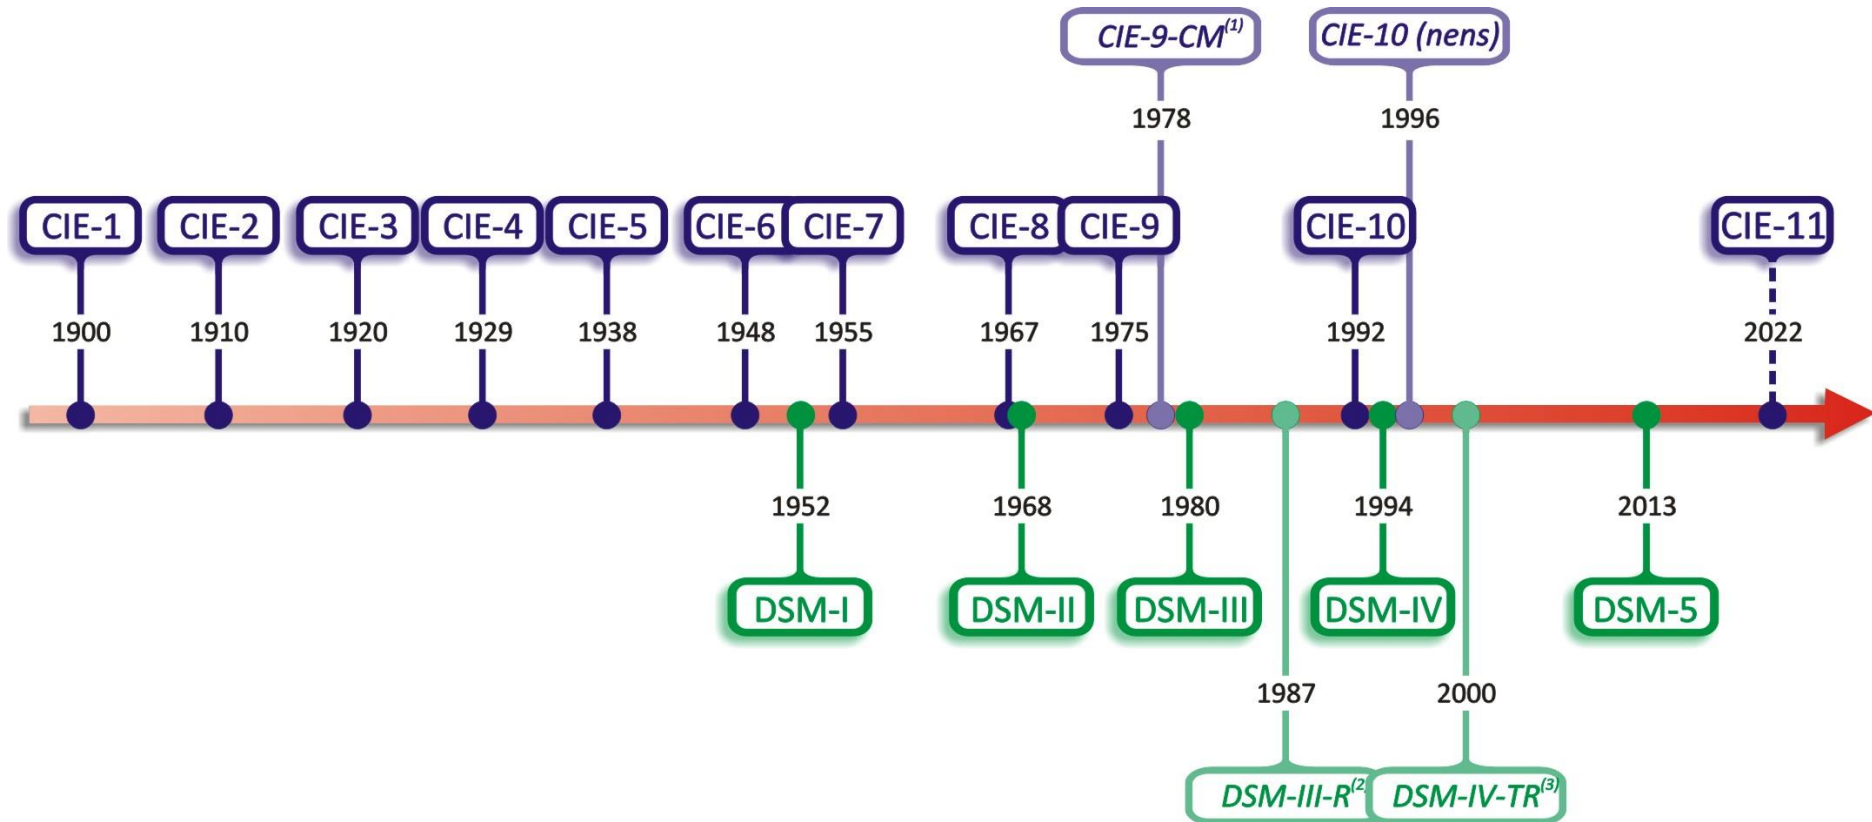 CIE-9-CM(1)
CIE-10 (nens)
1978
1996
CIE-1
CIE-2
CIE-3
CIE-4
CIE-5
CIE-6
CIE-7
CIE-8
CIE-9
CIE-10
CIE-11
1900
1910
1920
1929
1938
1948
1955
1967
1975
1992
2022
1952
1968
1980
1994
2013
DSM-I
DSM-II
DSM-III
DSM-IV
DSM-5
1987
2000
DSM-III-R(2
DSM-IV-TR(3)